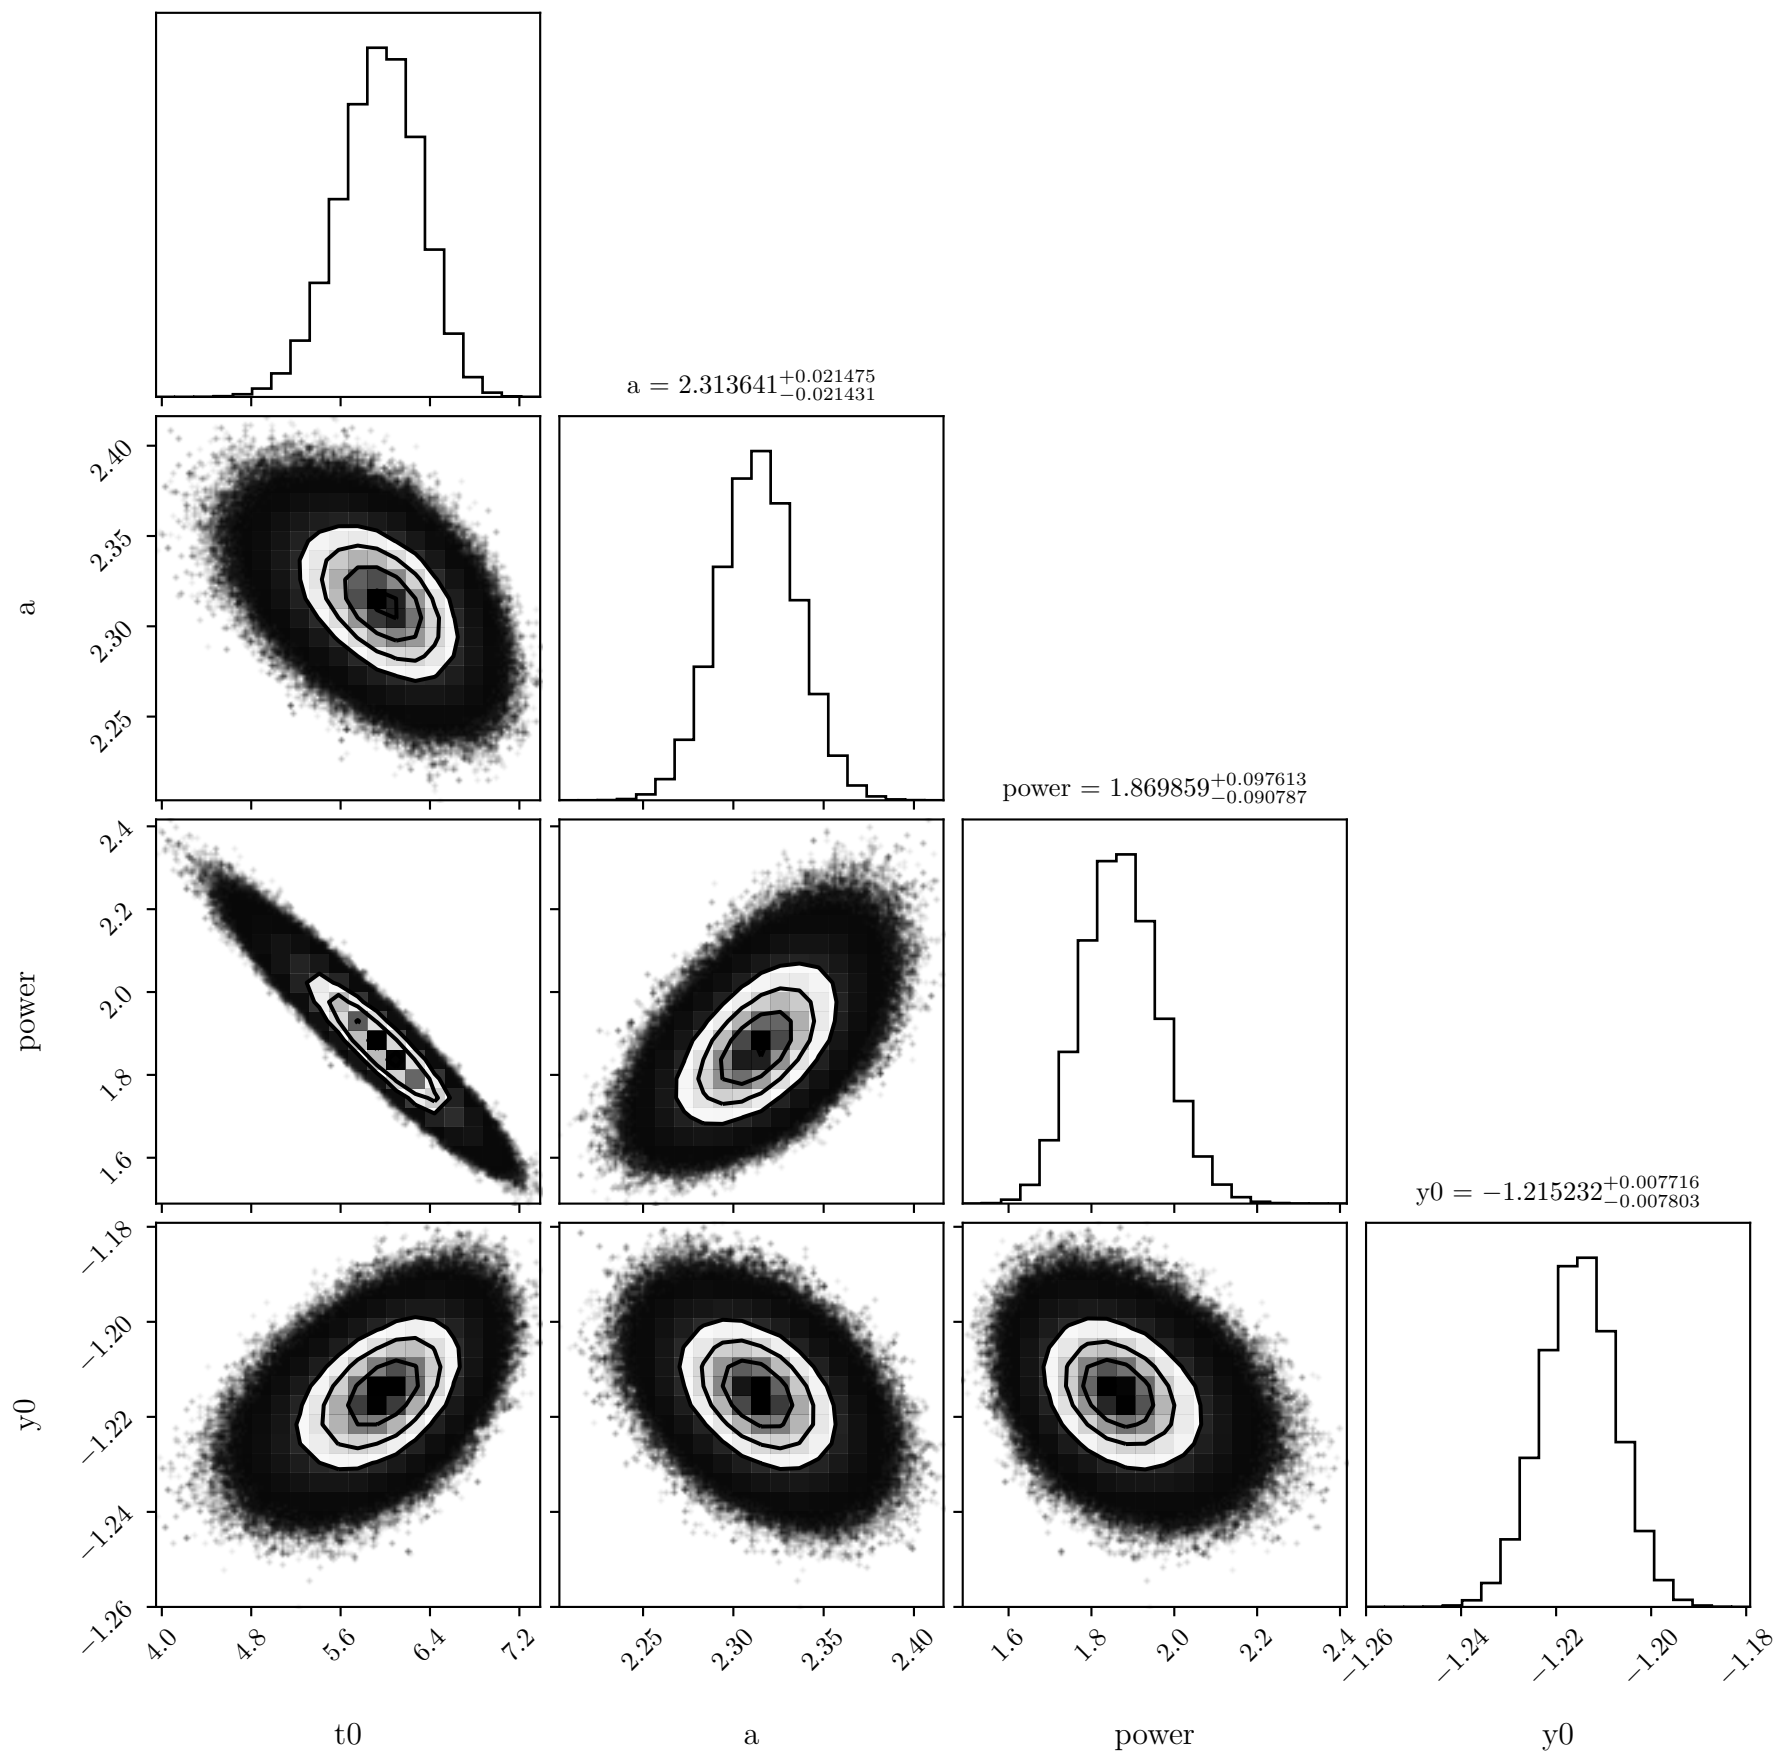 a = 2.313641+0.021475−0.021431
2.40
2.35
2.30
2.25
a
power = 1.869859+0.097613−0.090787
2.4
2.2
2.0
1.8
1.6
power
y0 = −1.215232+0.007716−0.007803
−1.18
−1.20
−1.22
−1.24
−1.26
y0
4.0 4.8 5.6 6.4 7.2 2.25 2.30 2.35 2.40 1.6 1.8 2.0 2.2 2.4 −1.26 −1.24 −1.22 −1.20 −1.18
t0 a power y0